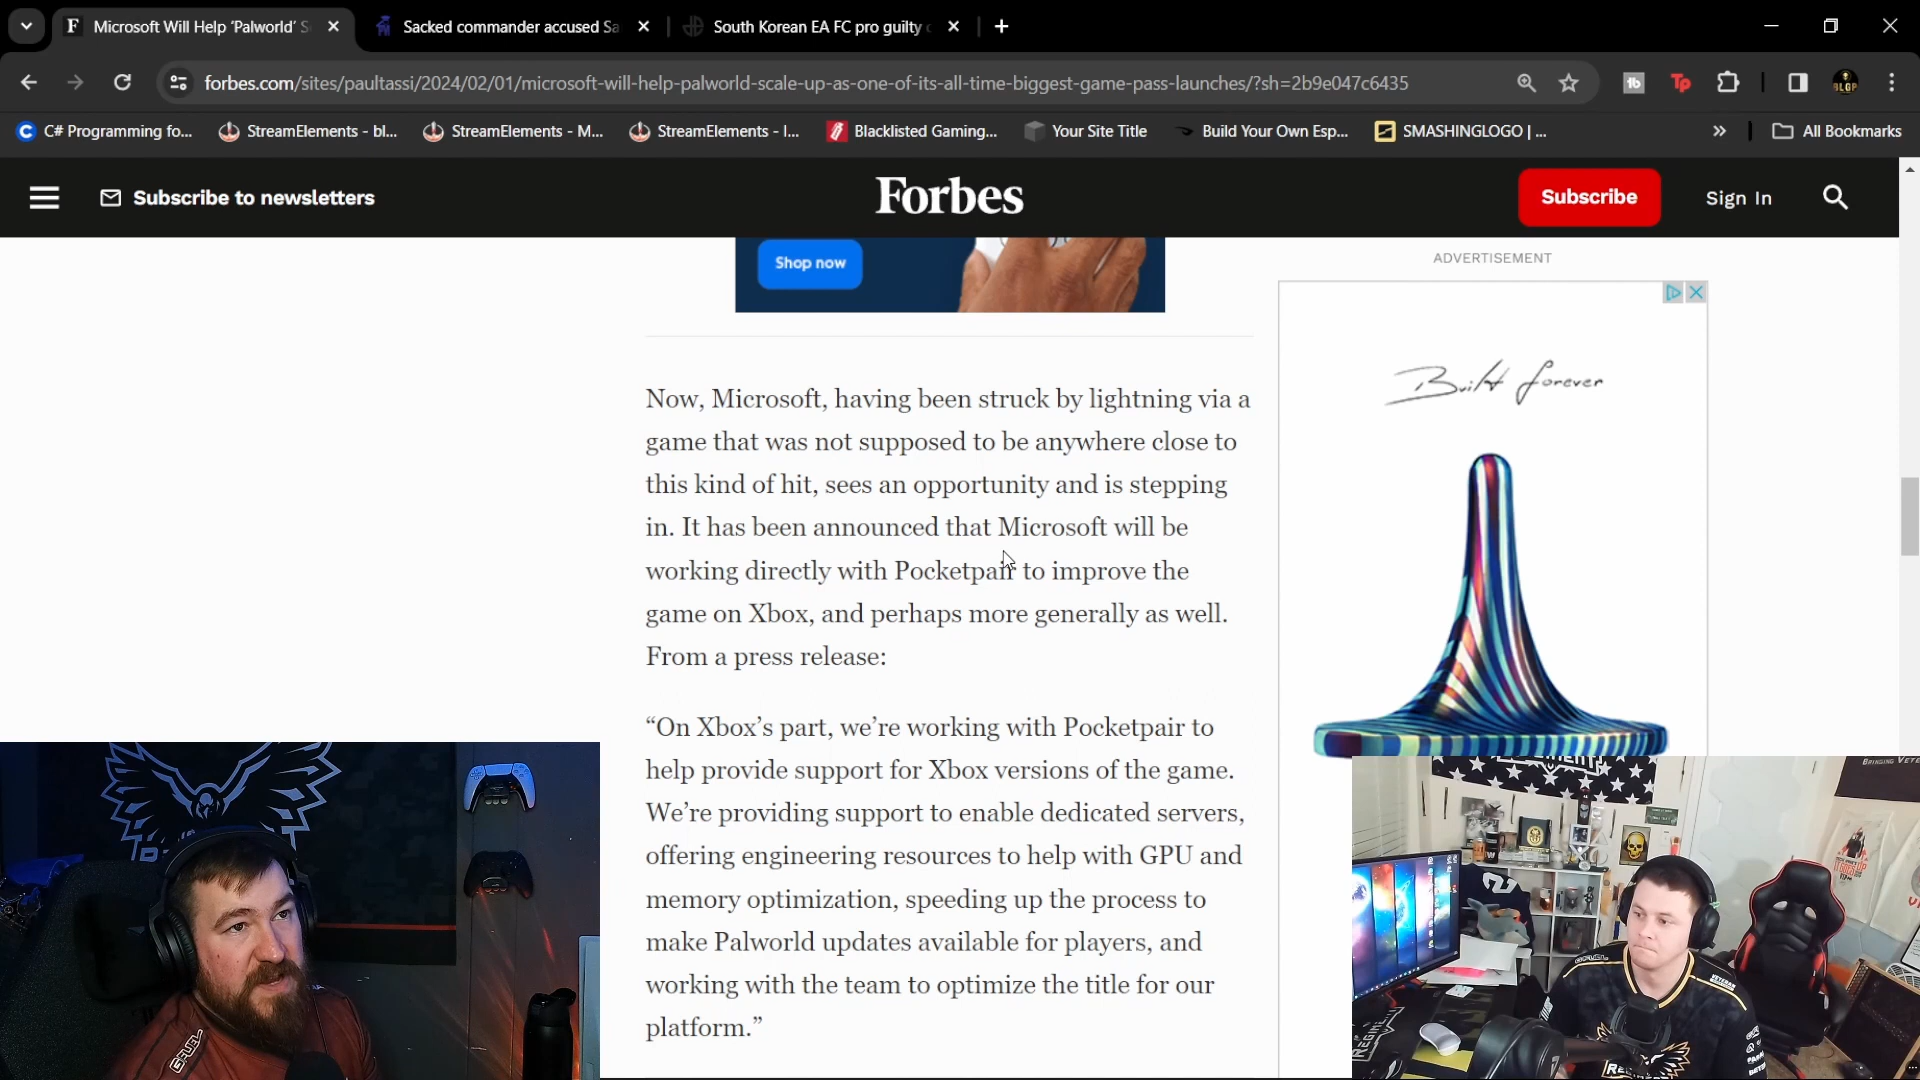 Microsoft Will Help ‘Palworld’ S
Sacked commander accused Sa
South Korean EA FC pro guilty
forbes.com/sites/paultassi/2024/02/01/microsoft-will-help-palworld-scale-up-as-one-of-its-all-time-biggest-game-pass-launches/?sh=2b9e047c6435
C# Programming fo...
StreamElements - bl...
StreamElements - M...
StreamElements - I...
Blacklisted Gaming...
Your Site Title
Build Your Own Esp...
SMASHINGLOGO | ...
All Bookmarks
Subscribe to newsletters
Forbes
Subscribe
Sign In
Shop now
ADVERTISEMENT
Built forever
Now, Microsoft, having been struck by lightning via a
game that was not supposed to be anywhere close to
this kind of hit, sees an opportunity and is stepping
in. It has been announced that Microsoft will be
working directly with Pocketpair to improve the
game on Xbox, and perhaps more generally as well.
From a press release:
“On Xbox’s part, we’re working with Pocketpair to
help provide support for Xbox versions of the game.
We’re providing support to enable dedicated servers,
offering engineering resources to help with GPU and
memory optimization, speeding up the process to
make Palworld updates available for players, and
working with the team to optimize the title for our
platform.”
GFUEL
GFUEL